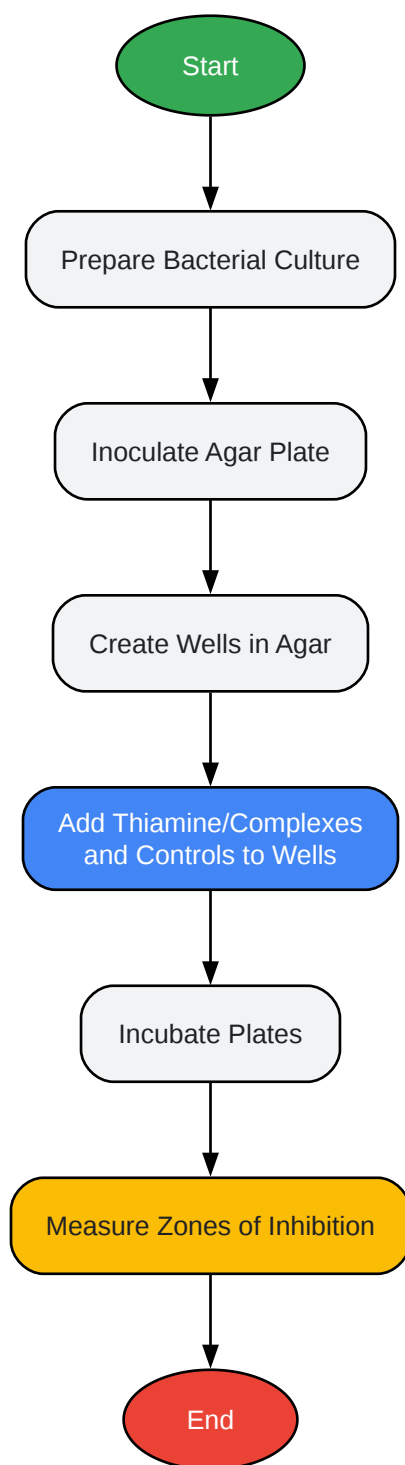 Start
Prepare Bacterial Culture
Inoculate Agar Plate
Create Wells in Agar
Add Thiamine/Complexes
and Controls to Wells
Incubate Plates
Measure Zones of Inhibition
End